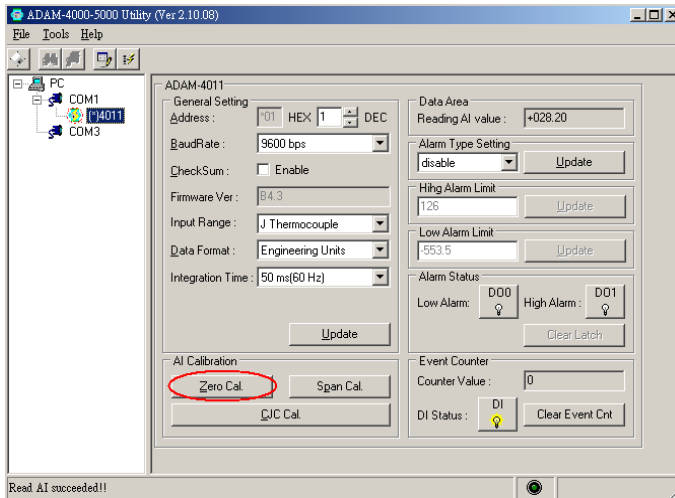 ADAM-4000-5000 Utility (Ver 2.10.08)
File Tools Help
PC
COM1
(*)4011
COM3
ADAM-4011
General Setting
Address : *01 HEX 1 DEC
BaudRate : 9600 bps
CheckSum : Enable
Firmware Ver : B4.3
Input Range : J Thermocouple
Data Format : Engineering Units
Integration Time : 50 ms(60 Hz)
Update
AI Calibration
Zero Cal. Span Cal.
CJC Cal.
Data Area
Reading AI value : +028.20
Alarm Type Setting
disable Update
Hihg Alarm Limit
126 Update
Low Alarm Limit
-553.5 Update
Alarm Status
Low Alarm: DO0 High Alarm : DO1
Clear Latch
Event Counter
Counter Value : 0
DI Status : DI Clear Event Cnt
Read AI succeeded!!